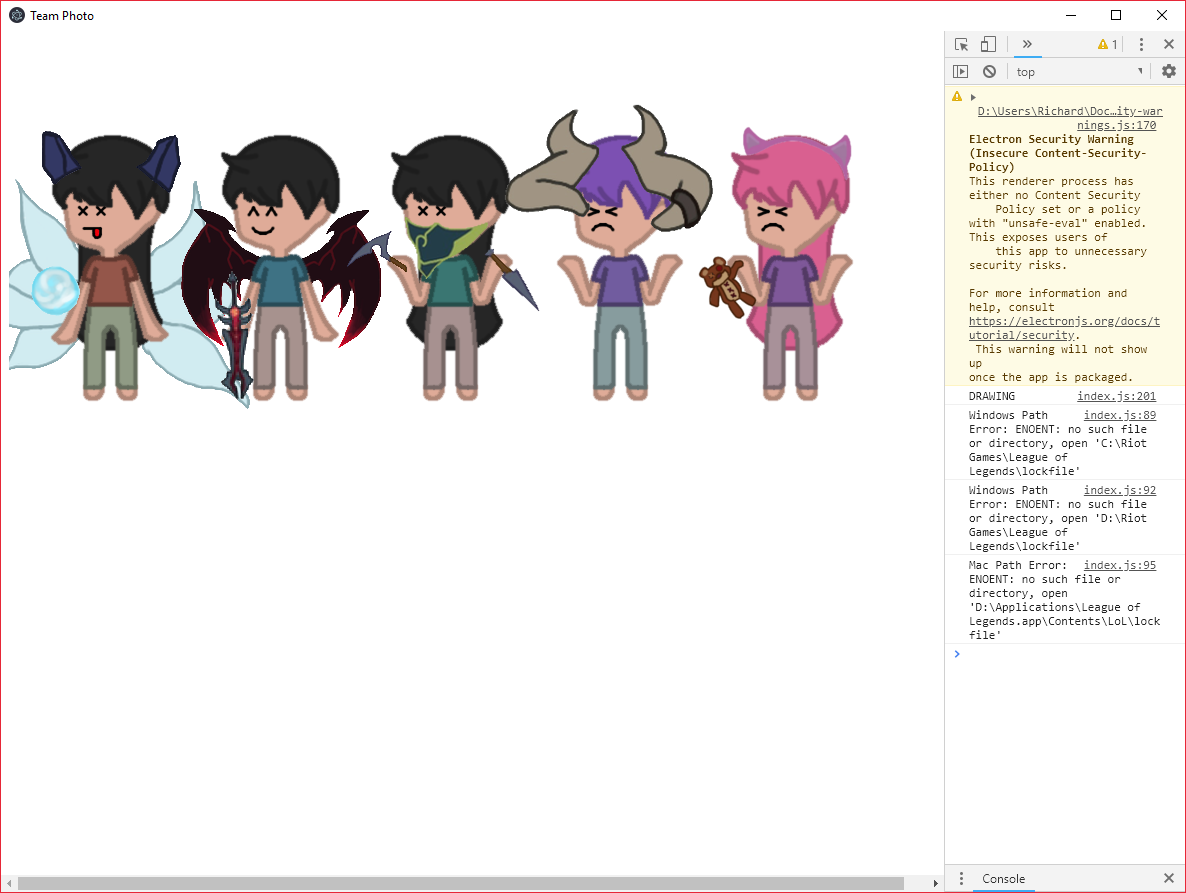 Team Photo
1
top
D:\Users\Richard\Doc…ity-war
nings.js:170
Electron Security Warning
(Insecure Content-Security-
Policy)
This renderer process has
either no Content Security
Policy set or a policy
with "unsafe-eval" enabled.
This exposes users of
this app to unnecessary
security risks.
For more information and
help, consult
https://electronjs.org/docs/t
utorial/security.
This warning will not show
up
once the app is packaged.
DRAWING index.js:201
Windows Path index.js:89
Error: ENOENT: no such file
or directory, open 'C:\Riot
Games\League of
Legends\lockfile'
Windows Path index.js:92
Error: ENOENT: no such file
or directory, open 'D:\Riot
Games\League of
Legends\lockfile'
Mac Path Error: index.js:95
ENOENT: no such file or
directory, open
'D:\Applications\League of
Legends.app\Contents\LoL\lock
file'
Console